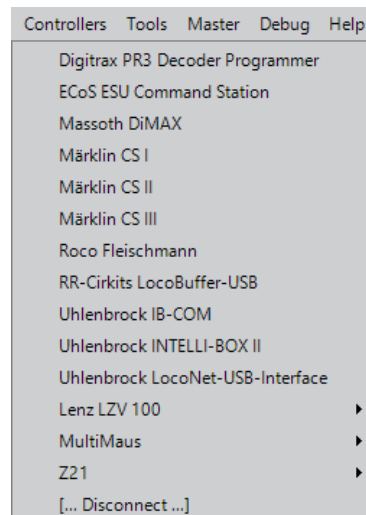 Controllers Tools Master Debug Help
Digitrax PR3 Decoder Programmer
ECoS ESU Command Station
Massoth DiMAX
Märklin CS I
Märklin CS II
Märklin CS III
Roco Fleischmann
RR-Cirkits LocoBuffer-USB
Uhlenbrock IB-COM
Uhlenbrock INTELLI-BOX II
Uhlenbrock LocoNet-USB-Interface
Lenz LZV 100
MultiMaus
Z21
[... Disconnect ...]